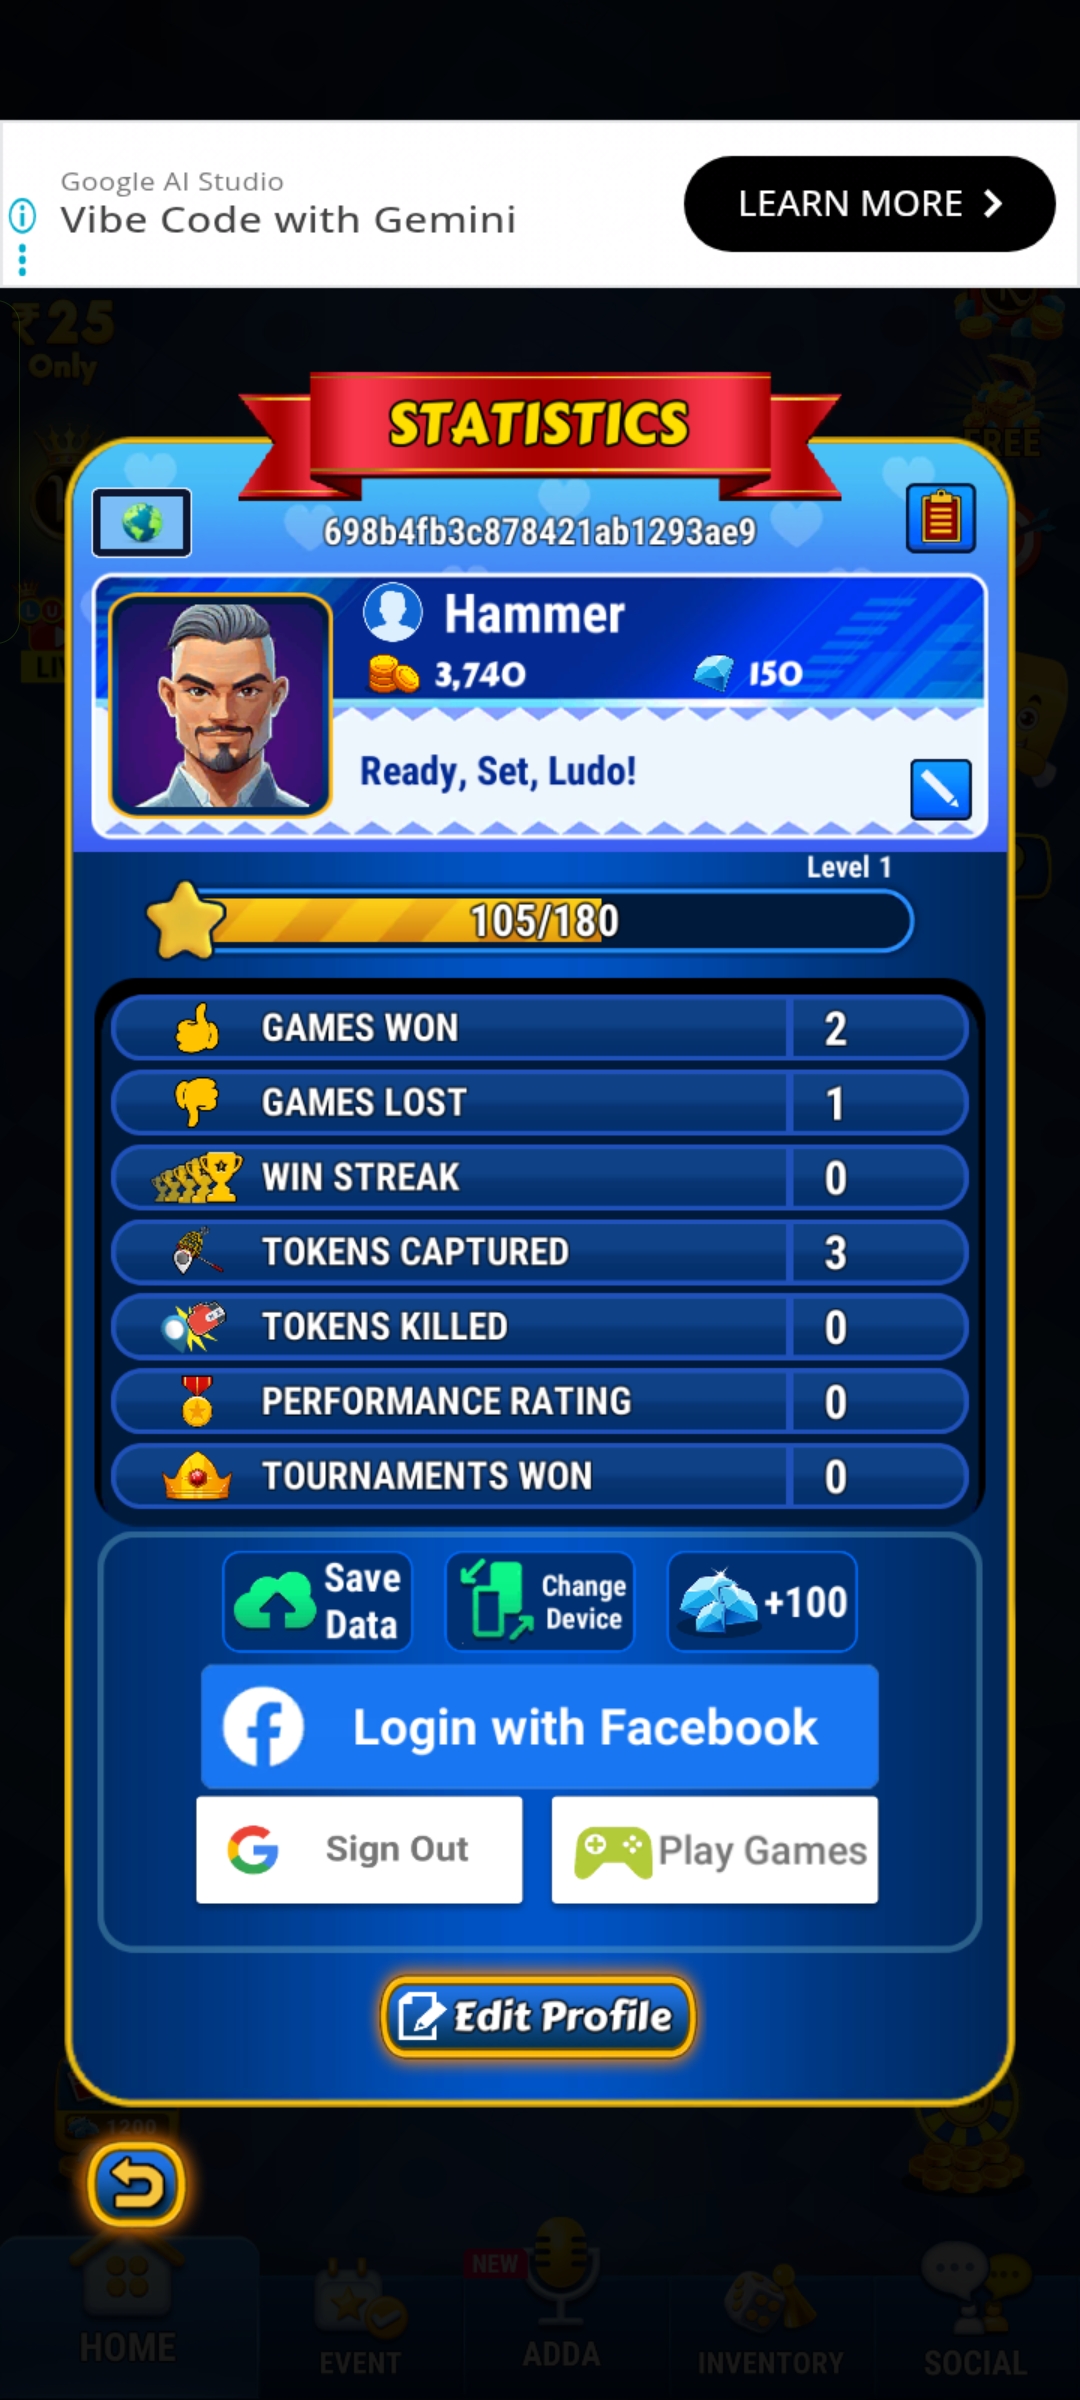 Google AI Studio
Vibe Code with Gemini
LEARN MORE
₹25
Only
FREE
STATISTICS
698b4fb3c878421ab1293ae9
Hammer
3,740
150
Ready, Set, Ludo!
Level 1
105/180
GAMES WON 2
GAMES LOST 1
WIN STREAK 0
TOKENS CAPTURED 3
TOKENS KILLED 0
PERFORMANCE RATING 0
TOURNAMENTS WON 0
Save
Data
Change
Device
+100
Login with Facebook
Sign Out
Play Games
Edit Profile
1200
NEW
HOME
EVENT
ADDA
INVENTORY
SOCIAL